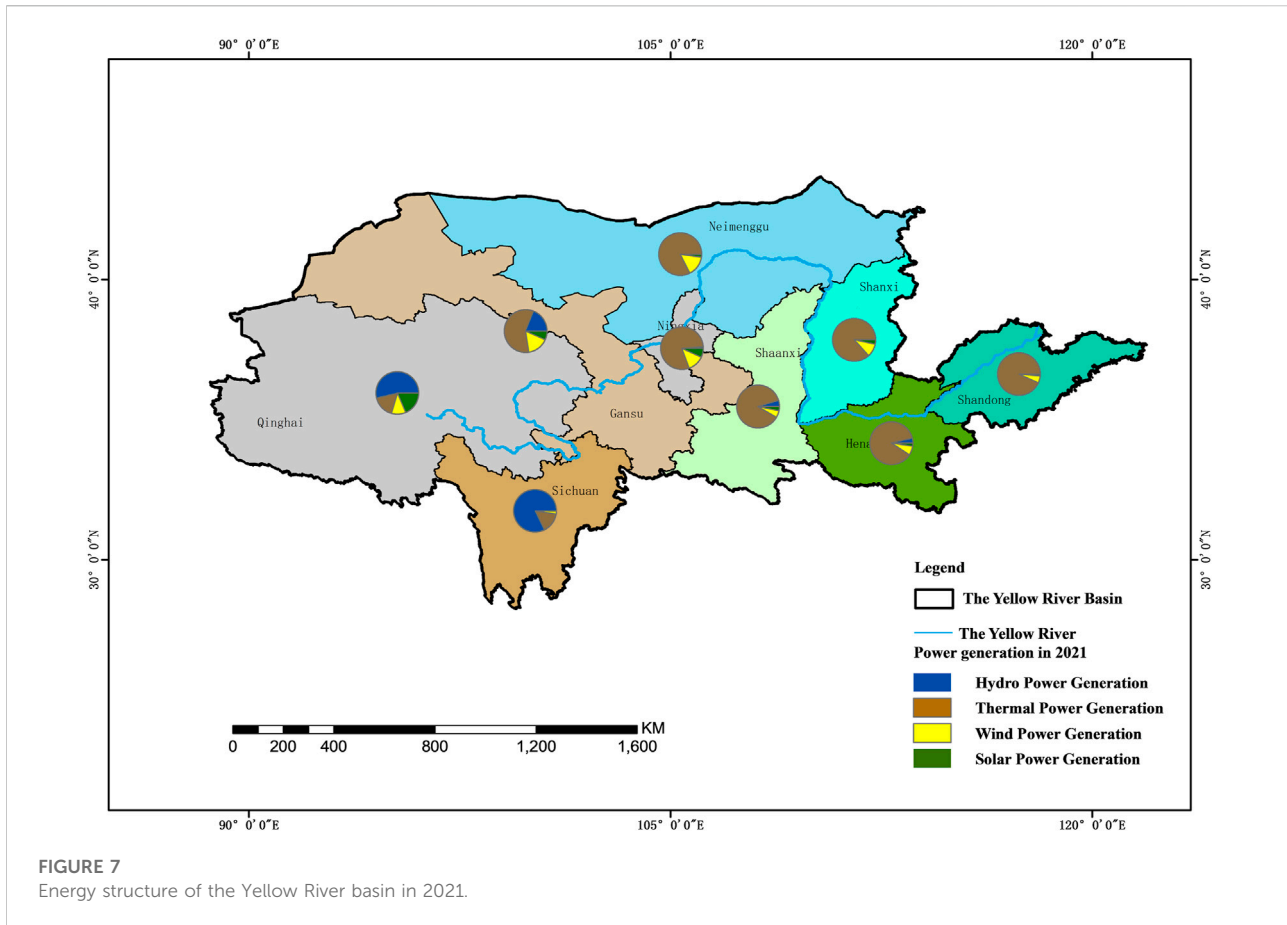 90° 0'0"E
105° 0'0"E
120° 0'0"E
40° 0'0"N
40° 0'0"N
30° 0'0"N
30° 0'0"N
Neimenggu
Shanxi
Shaanxi
Shandong
Gansu
Qinghai
Sichuan
Legend
The Yellow River Basin
The Yellow River
Power generation in 2021
Hydro Power Generation
Thermal Power Generation
Wind Power Generation
Solar Power Generation
KM
0 200 400 800 1,200 1,600
90° 0'0"E
105° 0'0"E
120° 0'0"E
FIGURE 7
Energy structure of the Yellow River basin in 2021.